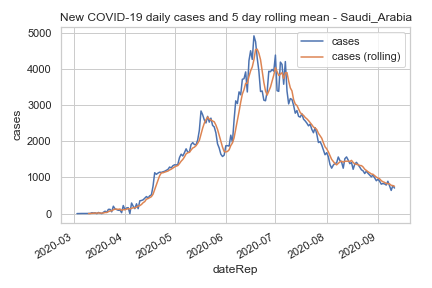 New COVID-19 daily cases and 5 day rolling mean - Saudi_Arabia
cases
cases (rolling)
5000
4000
3000
2000
1000
0
cases
2020-03
2020-04
2020-05
2020-06
2020-07
2020-08
2020-09
dateRep